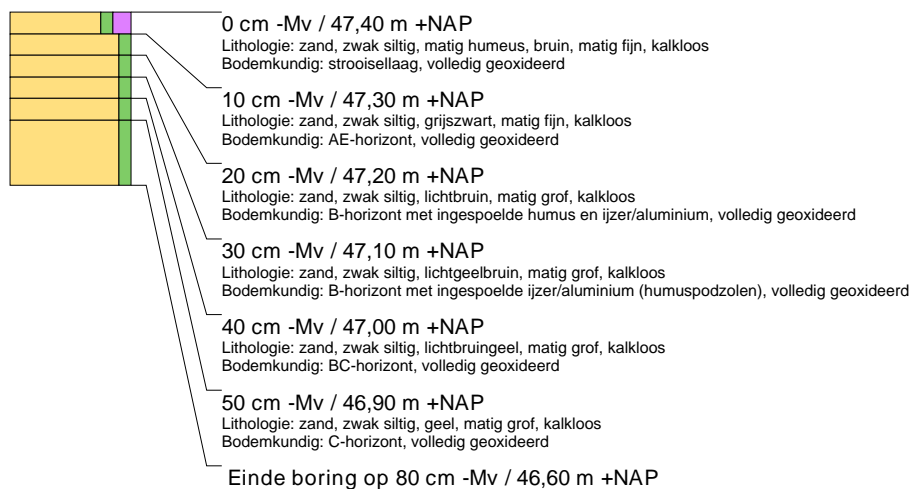 0 cm -Mv / 47,40 m +NAP
Lithologie: zand, zwak siltig, matig humeus, bruin, matig fijn, kalkloos
Bodemkundig: strooisellaag, volledig geoxideerd
10 cm -Mv / 47,30 m +NAP
Lithologie: zand, zwak siltig, grijszwart, matig fijn, kalkloos
Bodemkundig: AE-horizont, volledig geoxideerd
20 cm -Mv / 47,20 m +NAP
Lithologie: zand, zwak siltig, lichtbruin, matig grof, kalkloos
Bodemkundig: B-horizont met ingespoelde humus en ijzer/aluminium, volledig geoxideerd
30 cm -Mv / 47,10 m +NAP
Lithologie: zand, zwak siltig, lichtgeelbruin, matig grof, kalkloos
Bodemkundig: B-horizont met ingespoelde ijzer/aluminium (humuspodzolen), volledig geoxideerd
40 cm -Mv / 47,00 m +NAP
Lithologie: zand, zwak siltig, lichtbruingeel, matig grof, kalkloos
Bodemkundig: BC-horizont, volledig geoxideerd
50 cm -Mv / 46,90 m +NAP
Lithologie: zand, zwak siltig, geel, matig grof, kalkloos
Bodemkundig: C-horizont, volledig geoxideerd
Einde boring op 80 cm -Mv / 46,60 m +NAP